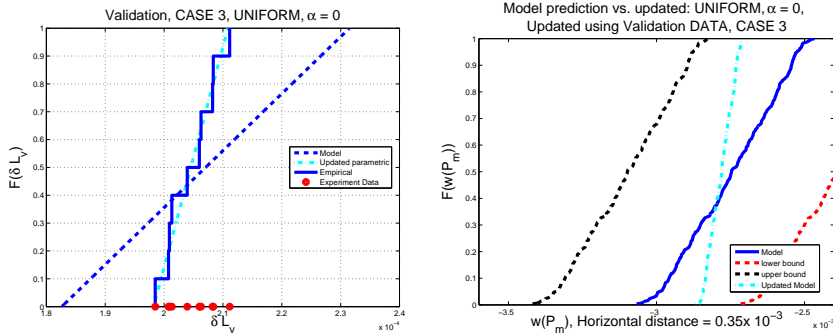 Validation, CASE 3, UNIFORM, α = 0
F(δ L_v)
1
0.9
0.8
0.7
0.6
0.5
0.4
0.3
0.2
0.1
0
Model
Updated parametric
Empirical
Experiment Data
1.8 1.9 2 2.1 2.2 2.3 2.4
x 10⁻⁴
δ L_v
Model prediction vs. updated: UNIFORM, α = 0,
Updated using Validation DATA, CASE 3
F(w(P_m))
1
0.9
0.8
0.7
0.6
0.5
0.4
0.3
0.2
0.1
0
Model
lower bound
upper bound
Updated Model
-3.5 -3 -2.5
w(P_m), Horizontal distance = 0.35 10⁻³